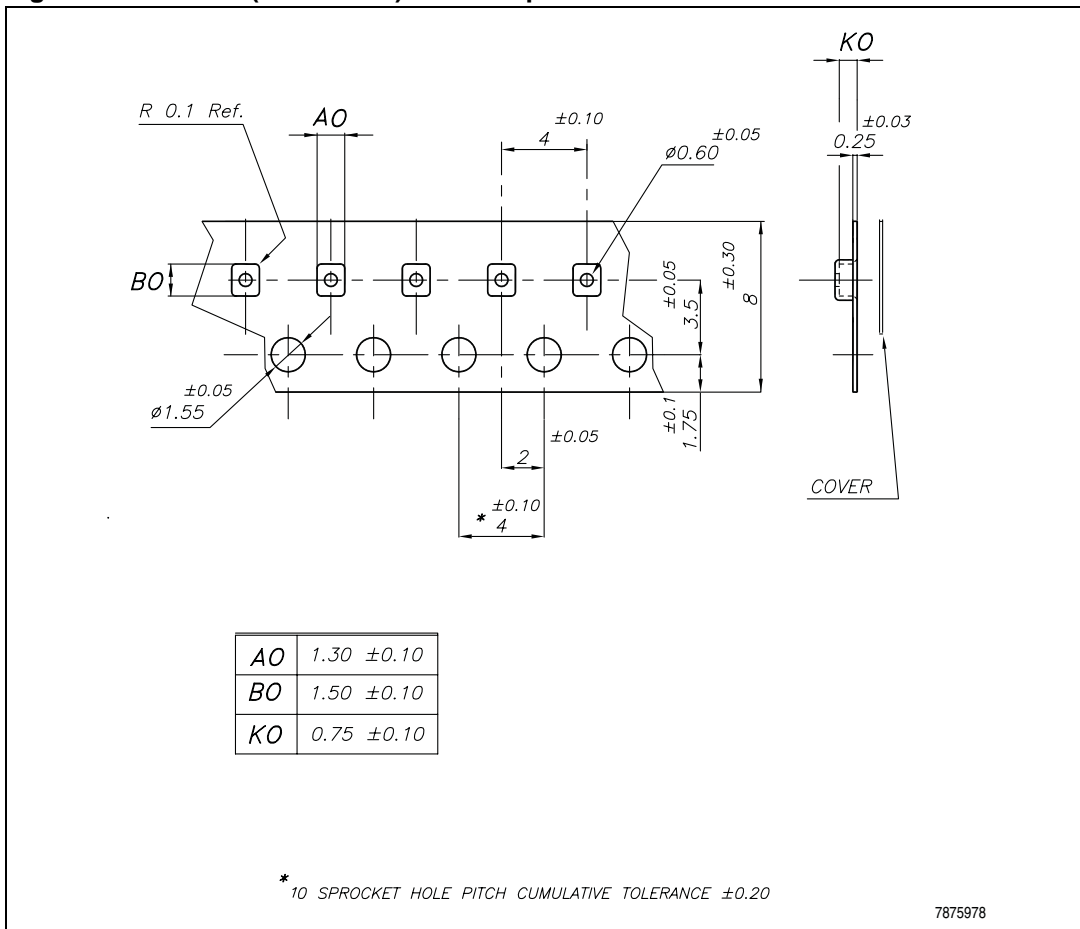 KO
R 0.1 Ref.
AO
±0.10
4
±0.05
ø0.60
±0.03
0.25
BO
±0.05
3.5
±0.30
8
±0.05
ø1.55
±0.1
1.75
±0.05
2
±0.10
* 4
COVER
AO 1.30 ±0.10
BO 1.50 ±0.10
KO 0.75 ±0.10
* 10 SPROCKET HOLE PITCH CUMULATIVE TOLERANCE ±0.20
7875978